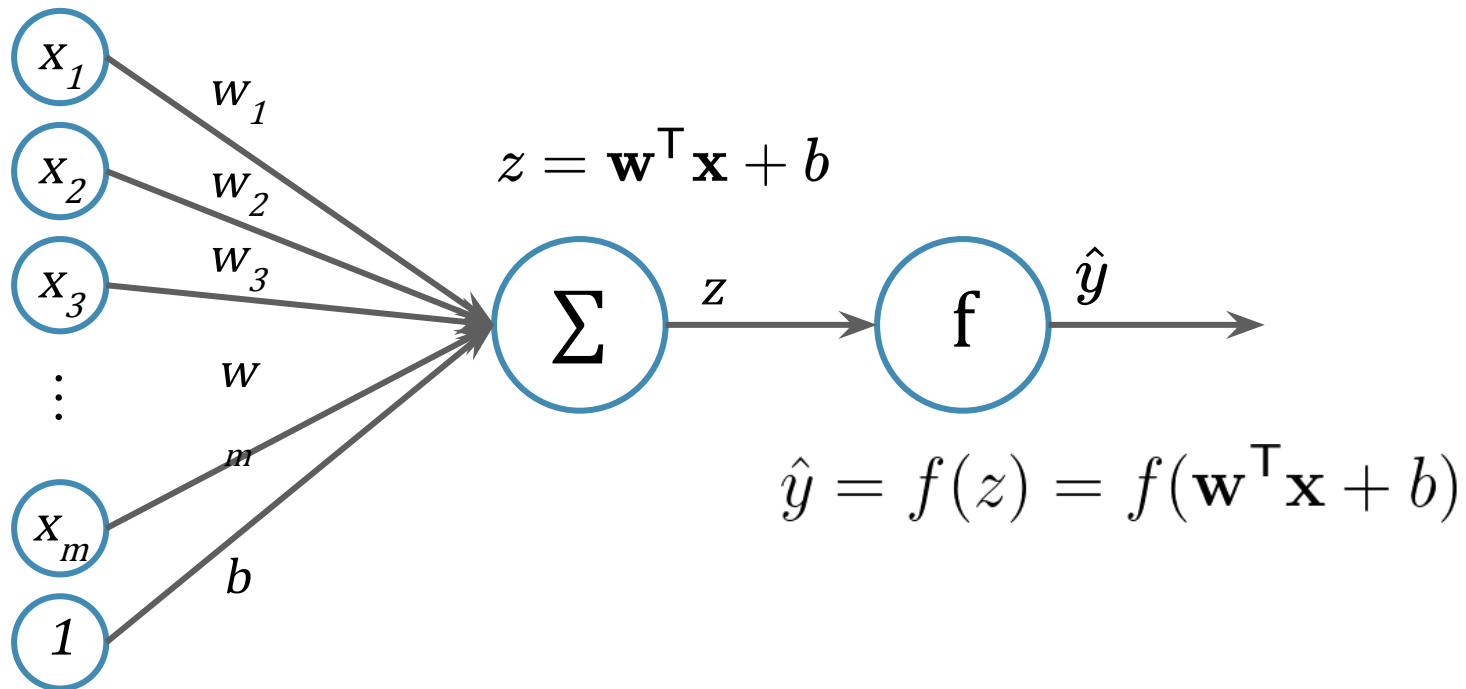 x₁
w₁
z = wᵀx + b
x₂
w₂
x₃
w₃
∑
z
f
ŷ
w
⋮
m
ŷ = f(z) = f(wᵀx + b)
xₘ
b
1